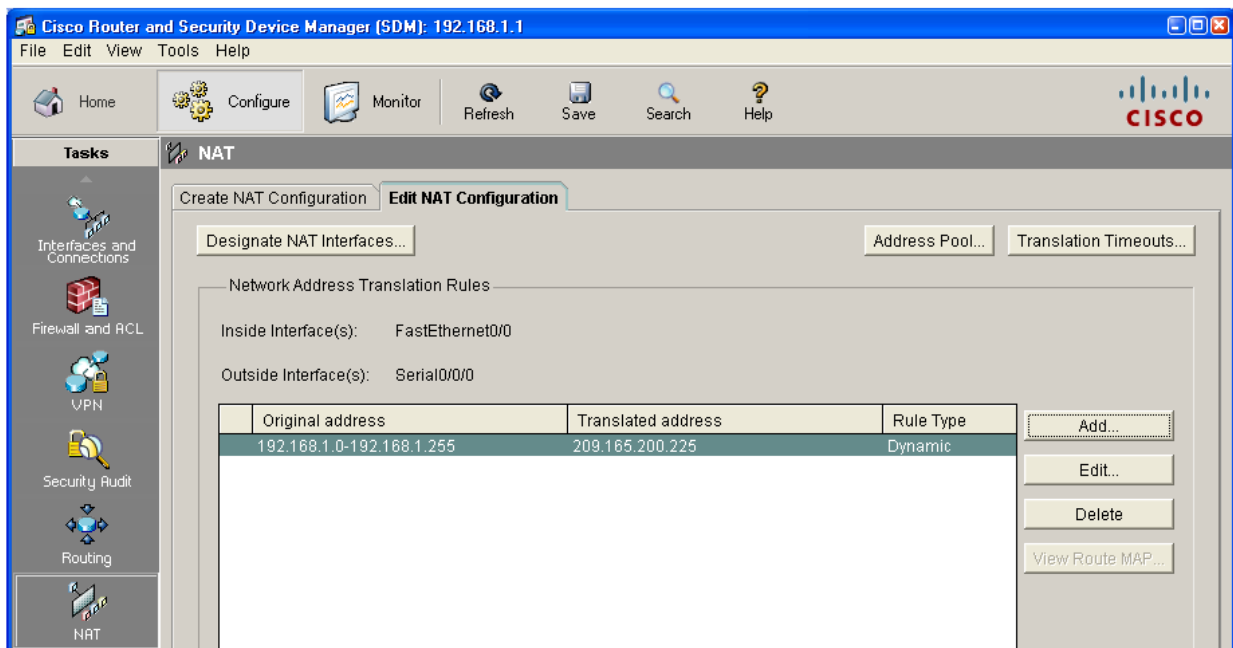 Cisco Router and Security Device Manager (SDM): 192.168.1.1
File Edit View Tools Help
Home Configure Monitor Refresh Save Search Help
CISCO
Tasks
NAT
Create NAT Configuration Edit NAT Configuration
Designate NAT Interfaces... Address Pool... Translation Timeouts...
Interfaces and
Connections
Network Address Translation Rules
Firewall and ACL
Inside Interface(s): FastEthernet0/0
Outside Interface(s): Serial0/0/0
VPN
Original address Translated address Rule Type
192.168.1.0-192.168.1.255 209.165.200.225 Dynamic
Add...
Edit...
Security Audit
Delete
Routing
View Route MAP...
NAT